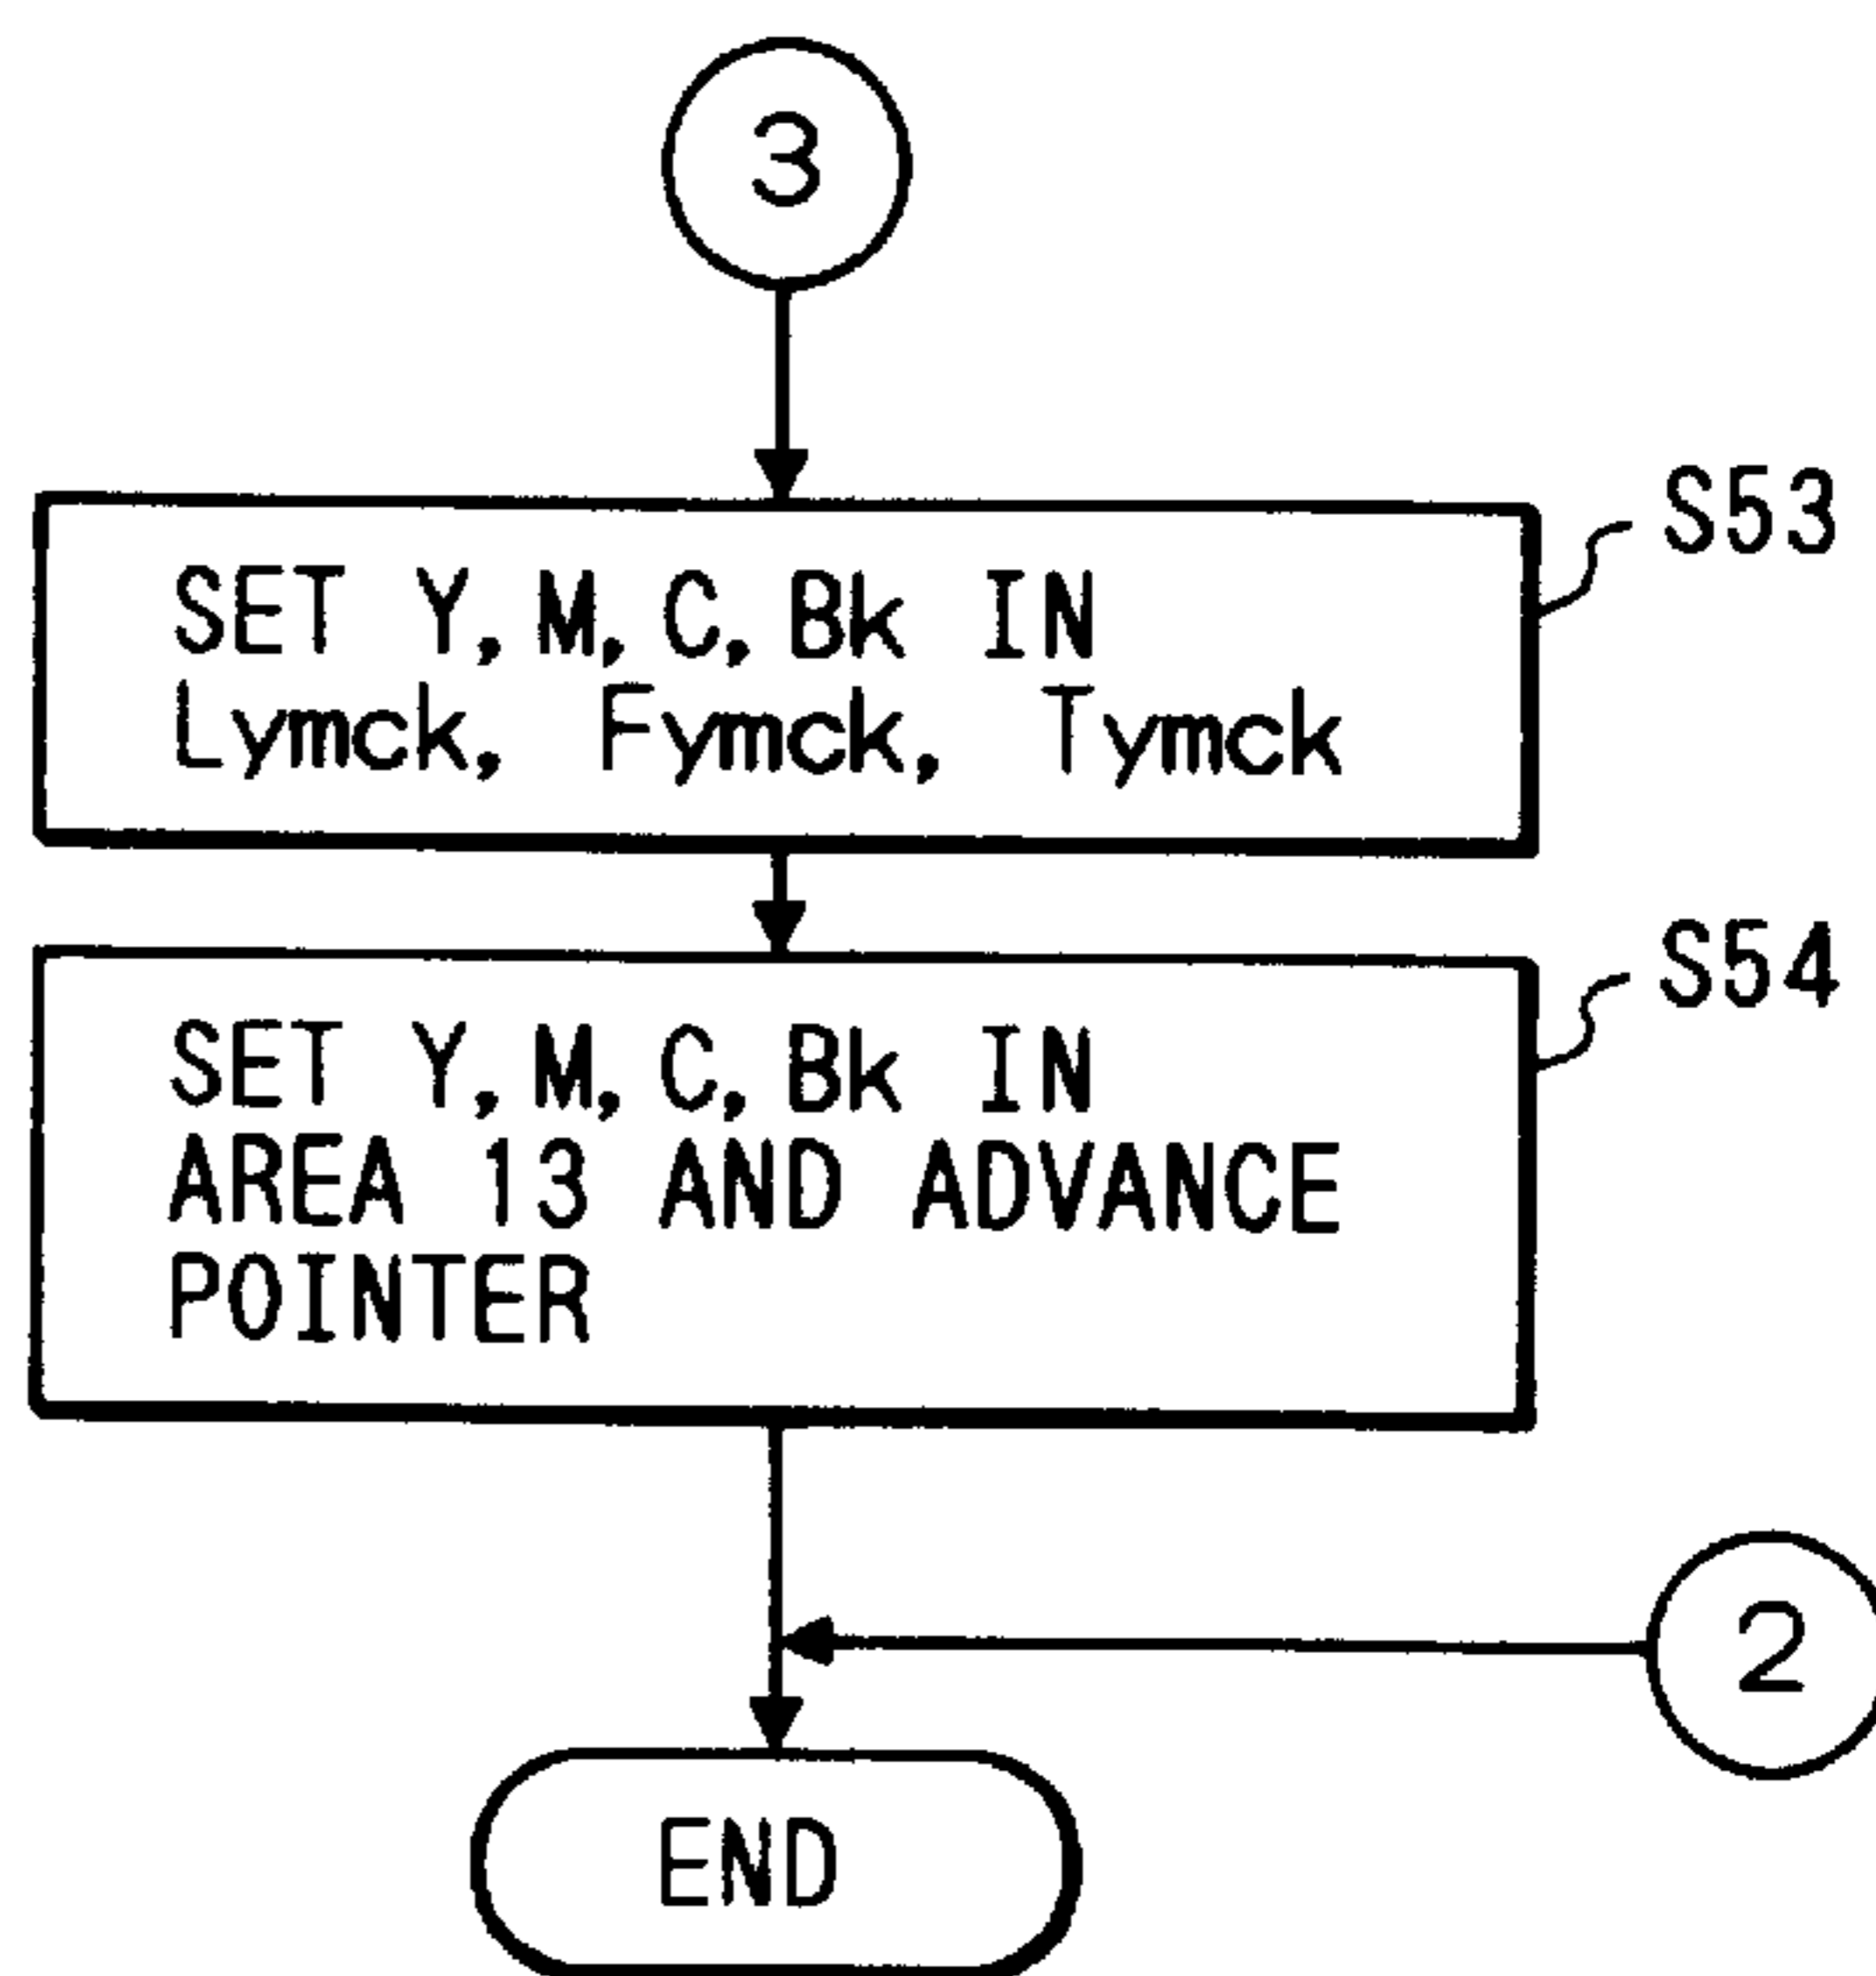 3
S53
SET Y, M, C, Bk IN
Lymck, Fymck, Tymck
S54
SET Y, M, C, Bk IN
AREA 13 AND ADVANCE
POINTER
2
END